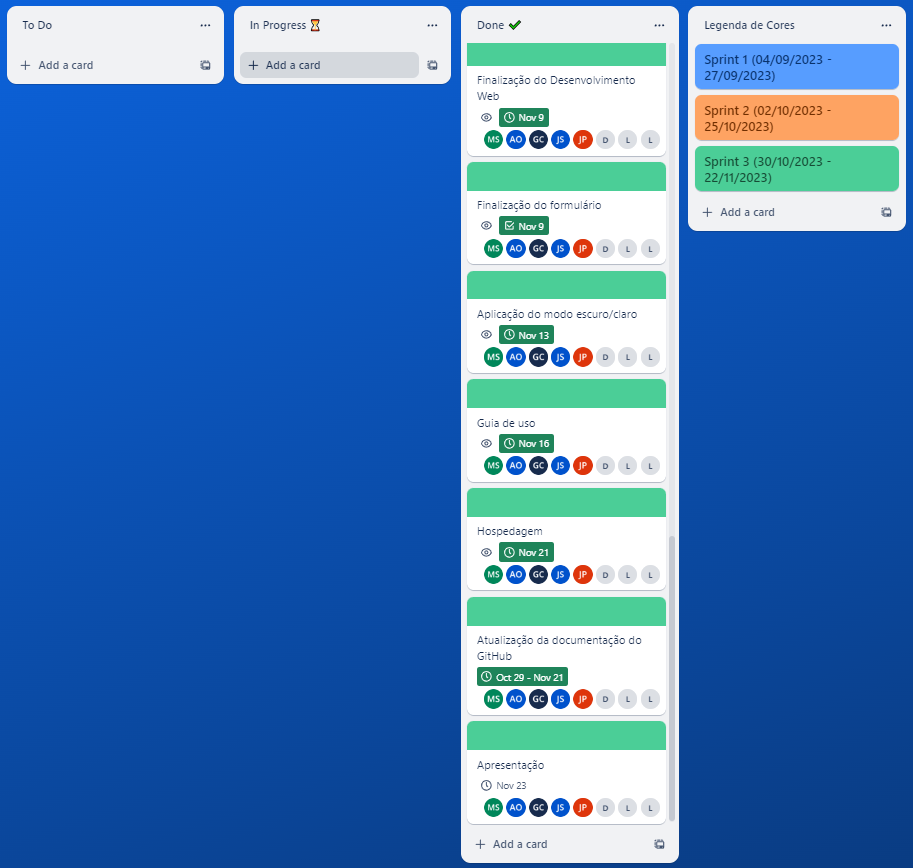 To Do
Add a card
In Progress ⏳
Add a card
Done ✔
Finalização do Desenvolvimento
Web
Nov 9
MS AO GC JS JP D L L
Finalização do formulário
Nov 9
MS AO GC JS JP D L L
Aplicação do modo escuro/claro
Nov 13
MS AO GC JS JP D L L
Guia de uso
Nov 16
MS AO GC JS JP D L L
Hospedagem
Nov 21
MS AO GC JS JP D L L
Atualização da documentação do
GitHub
Oct 29 - Nov 21
MS AO GC JS JP D L L
Apresentação
Nov 23
MS AO GC JS JP D L L
Add a card
Legenda de Cores
Sprint 1 (04/09/2023 -
27/09/2023)
Sprint 2 (02/10/2023 -
25/10/2023)
Sprint 3 (30/10/2023 -
22/11/2023)
Add a card